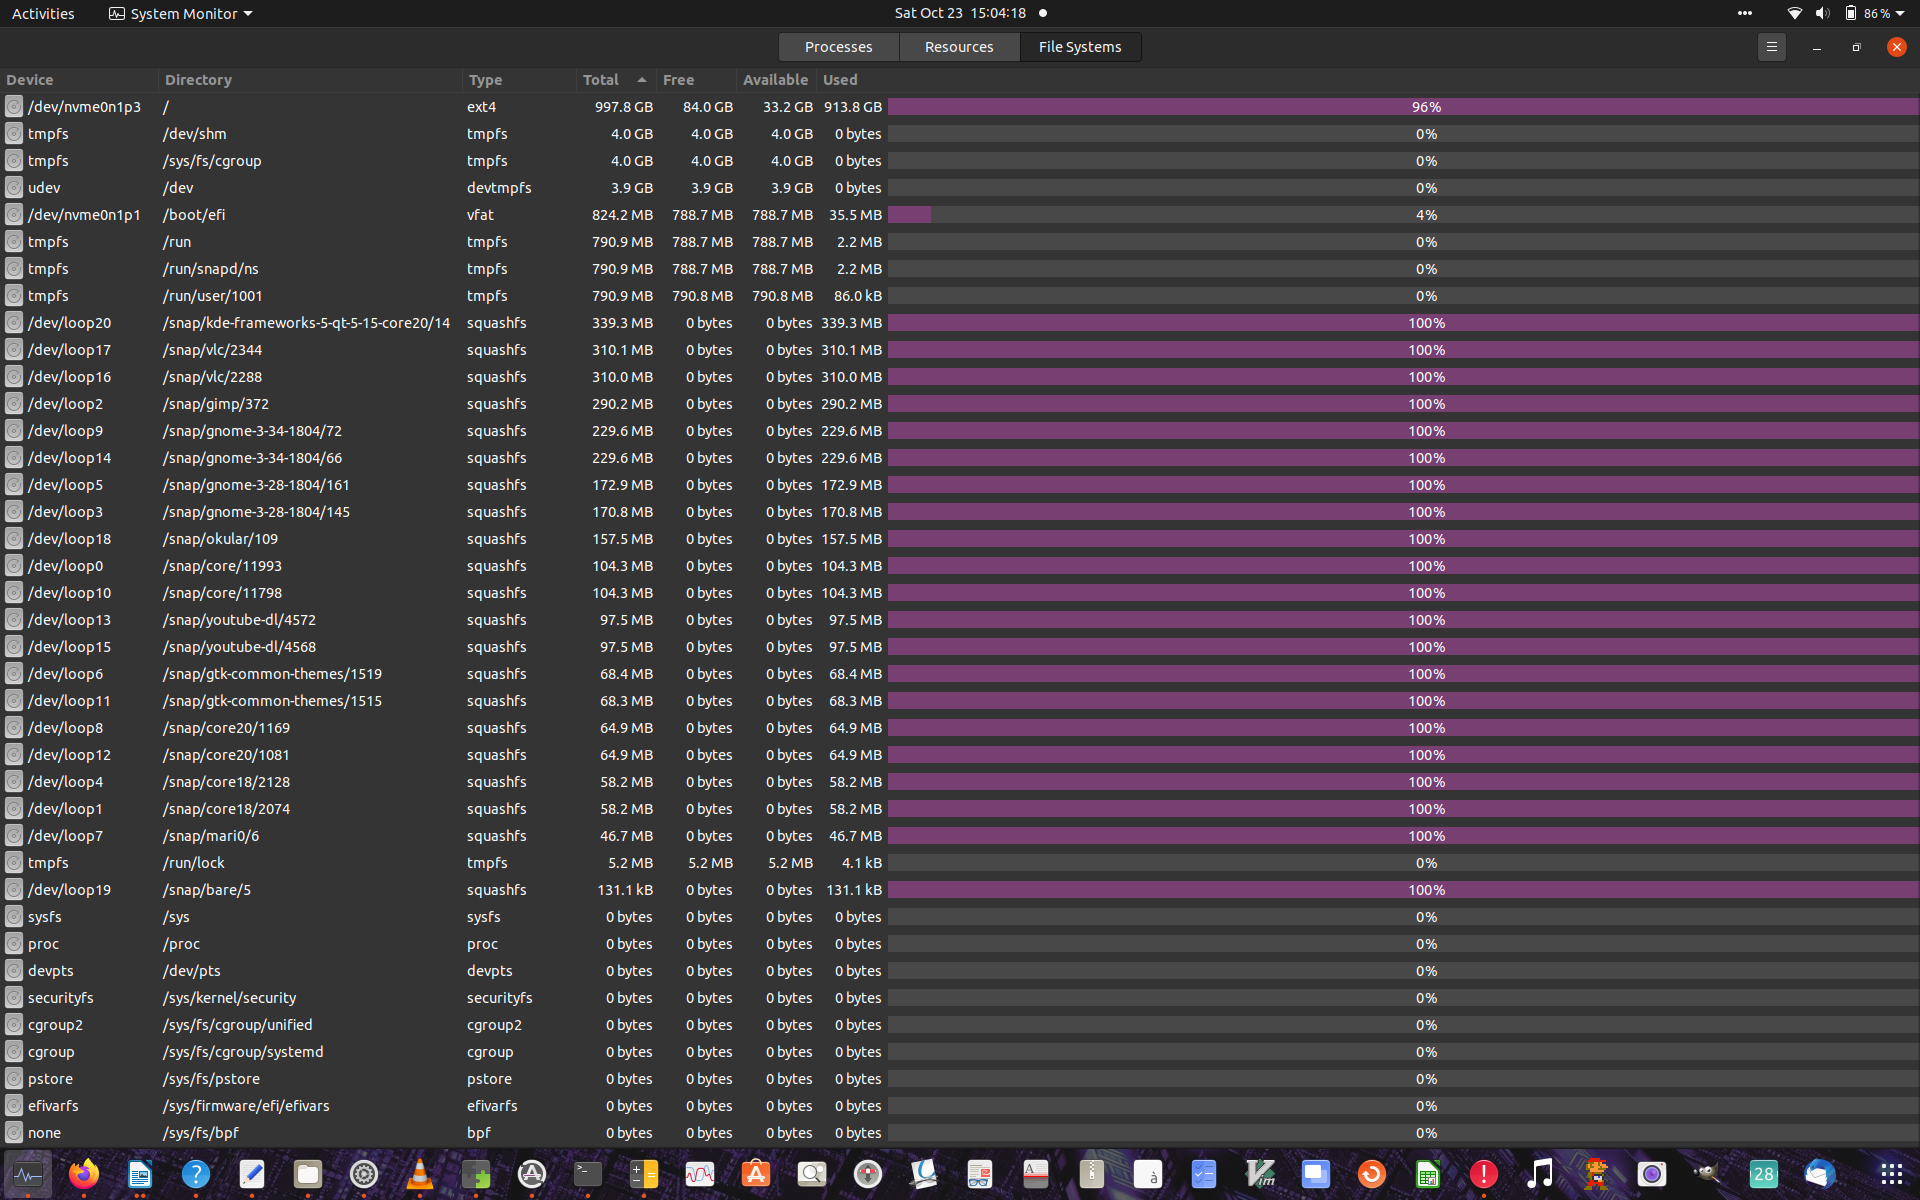 Activities System Monitor Sat Oct 23 15:04:18 86 %
Processes Resources File Systems
Device Directory Type Total Free Available Used
/dev/nvme0n1p3 / ext4 997.8 GB 84.0 GB 33.2 GB 913.8 GB 96%
tmpfs /dev/shm tmpfs 4.0 GB 4.0 GB 4.0 GB 0 bytes 0%
tmpfs /sys/fs/cgroup tmpfs 4.0 GB 4.0 GB 4.0 GB 0 bytes 0%
udev /dev devtmpfs 3.9 GB 3.9 GB 3.9 GB 0 bytes 0%
/dev/nvme0n1p1 /boot/efi vfat 824.2 MB 788.7 MB 788.7 MB 35.5 MB 4%
tmpfs /run tmpfs 790.9 MB 788.7 MB 788.7 MB 2.2 MB 0%
tmpfs /run/snapd/ns tmpfs 790.9 MB 788.7 MB 788.7 MB 2.2 MB 0%
tmpfs /run/user/1001 tmpfs 790.9 MB 790.8 MB 790.8 MB 86.0 kB 0%
/dev/loop20 /snap/kde-frameworks-5-qt-5-15-core20/14 squashfs 339.3 MB 0 bytes 0 bytes 339.3 MB 100%
/dev/loop17 /snap/vlc/2344 squashfs 310.1 MB 0 bytes 0 bytes 310.1 MB 100%
/dev/loop16 /snap/vlc/2288 squashfs 310.0 MB 0 bytes 0 bytes 310.0 MB 100%
/dev/loop2 /snap/gimp/372 squashfs 290.2 MB 0 bytes 0 bytes 290.2 MB 100%
/dev/loop9 /snap/gnome-3-34-1804/72 squashfs 229.6 MB 0 bytes 0 bytes 229.6 MB 100%
/dev/loop14 /snap/gnome-3-34-1804/66 squashfs 229.6 MB 0 bytes 0 bytes 229.6 MB 100%
/dev/loop5 /snap/gnome-3-28-1804/161 squashfs 172.9 MB 0 bytes 0 bytes 172.9 MB 100%
/dev/loop3 /snap/gnome-3-28-1804/145 squashfs 170.8 MB 0 bytes 0 bytes 170.8 MB 100%
/dev/loop18 /snap/okular/109 squashfs 157.5 MB 0 bytes 0 bytes 157.5 MB 100%
/dev/loop0 /snap/core/11993 squashfs 104.3 MB 0 bytes 0 bytes 104.3 MB 100%
/dev/loop10 /snap/core/11798 squashfs 104.3 MB 0 bytes 0 bytes 104.3 MB 100%
/dev/loop13 /snap/youtube-dl/4572 squashfs 97.5 MB 0 bytes 0 bytes 97.5 MB 100%
/dev/loop15 /snap/youtube-dl/4568 squashfs 97.5 MB 0 bytes 0 bytes 97.5 MB 100%
/dev/loop6 /snap/gtk-common-themes/1519 squashfs 68.4 MB 0 bytes 0 bytes 68.4 MB 100%
/dev/loop11 /snap/gtk-common-themes/1515 squashfs 68.3 MB 0 bytes 0 bytes 68.3 MB 100%
/dev/loop8 /snap/core20/1169 squashfs 64.9 MB 0 bytes 0 bytes 64.9 MB 100%
/dev/loop12 /snap/core20/1081 squashfs 64.9 MB 0 bytes 0 bytes 64.9 MB 100%
/dev/loop4 /snap/core18/2128 squashfs 58.2 MB 0 bytes 0 bytes 58.2 MB 100%
/dev/loop1 /snap/core18/2074 squashfs 58.2 MB 0 bytes 0 bytes 58.2 MB 100%
/dev/loop7 /snap/mari0/6 squashfs 46.7 MB 0 bytes 0 bytes 46.7 MB 100%
tmpfs /run/lock tmpfs 5.2 MB 5.2 MB 5.2 MB 4.1 kB 0%
/dev/loop19 /snap/bare/5 squashfs 131.1 kB 0 bytes 0 bytes 131.1 kB 100%
sysfs /sys sysfs 0 bytes 0 bytes 0 bytes 0 bytes 0%
proc /proc proc 0 bytes 0 bytes 0 bytes 0 bytes 0%
devpts /dev/pts devpts 0 bytes 0 bytes 0 bytes 0 bytes 0%
securityfs /sys/kernel/security securityfs 0 bytes 0 bytes 0 bytes 0 bytes 0%
cgroup2 /sys/fs/cgroup/unified cgroup2 0 bytes 0 bytes 0 bytes 0 bytes 0%
cgroup /sys/fs/cgroup/systemd cgroup 0 bytes 0 bytes 0 bytes 0 bytes 0%
pstore /sys/fs/pstore pstore 0 bytes 0 bytes 0 bytes 0 bytes 0%
efivarfs /sys/firmware/efi/efivars efivarfs 0 bytes 0 bytes 0 bytes 0 bytes 0%
none /sys/fs/bpf bpf 0 bytes 0 bytes 0 bytes 0 bytes 0%
? A A à Vim ! 28